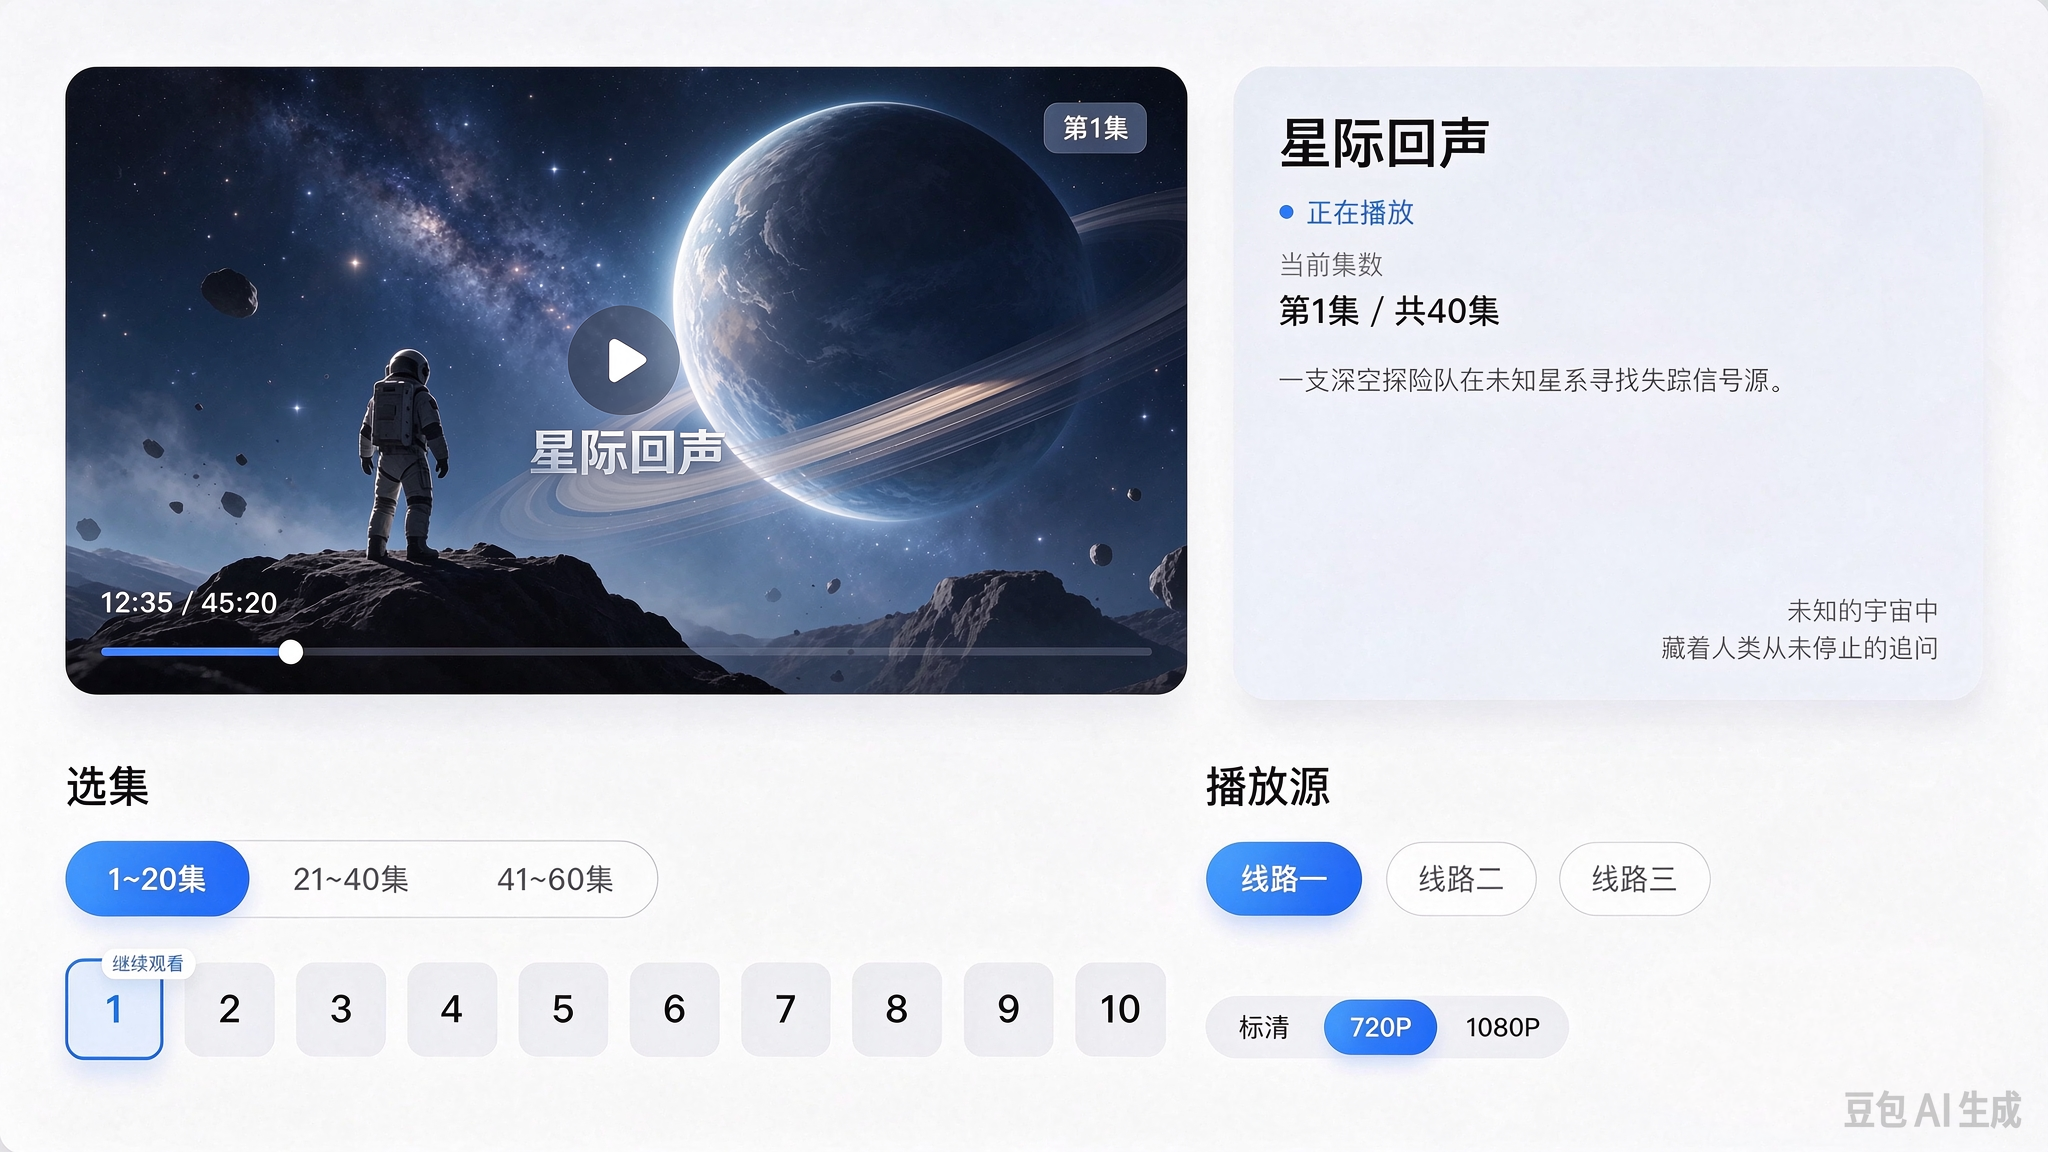 第1集
星际回声
12:35 / 45:20
星际回声
正在播放
当前集数
第1集 / 共40集
一支深空探险队在未知星系寻找失踪信号源。
未知的宇宙中
藏着人类从未停止的追问
选集
1~20集 21~40集 41~60集
继续观看
1 2 3 4 5 6 7 8 9 10
播放源
线路一 线路二 线路三
标清 720P 1080P
豆包 AI 生成